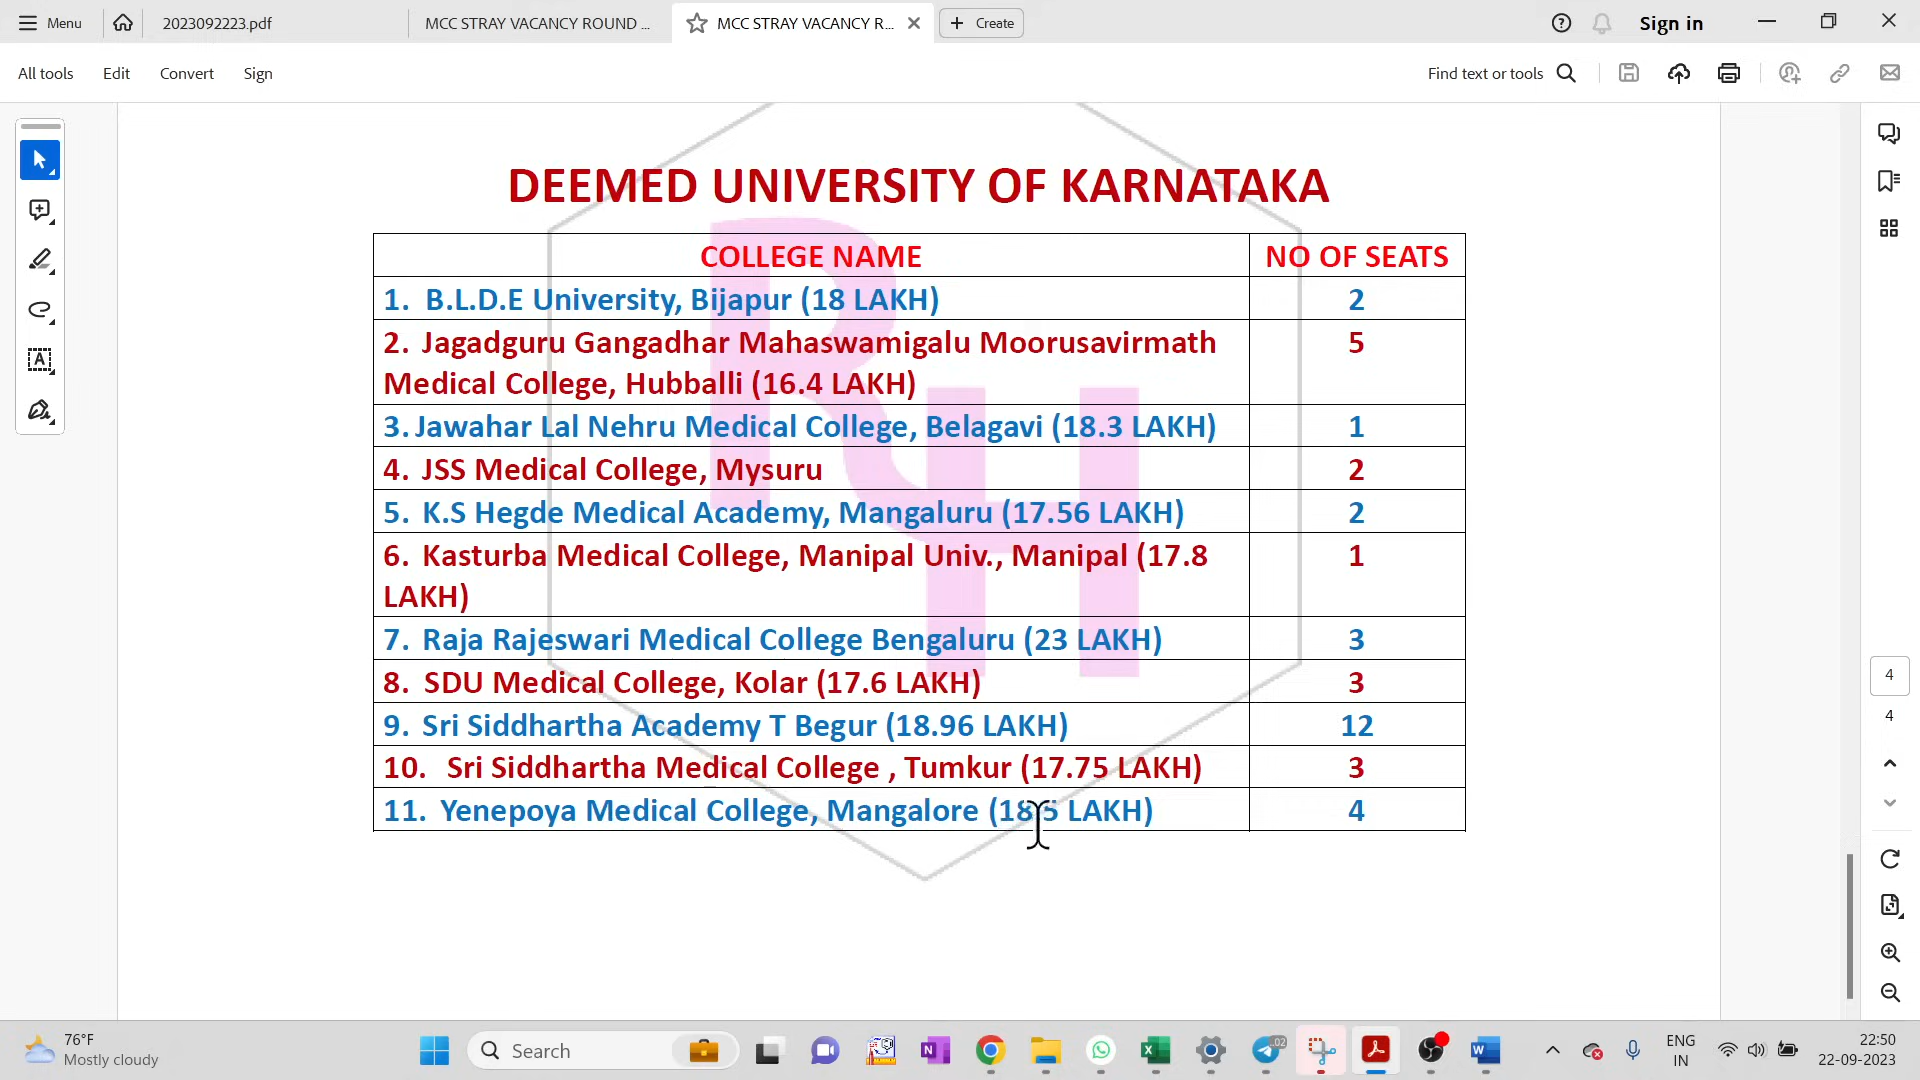 Menu
2023092223.pdf
MCC STRAY VACANCY ROUND ...
MCC STRAY VACANCY R...
Create
Sign in
All tools
Edit
Convert
Sign
Find text or tools
DEEMED UNIVERSITY OF KARNATAKA
COLLEGE NAME NO OF SEATS
1. B.L.D.E University, Bijapur (18 LAKH) 2
2. Jagadguru Gangadhar Mahaswamigalu Moorusavirmath 5
Medical College, Hubballi (16.4 LAKH)
3. Jawahar Lal Nehru Medical College, Belagavi (18.3 LAKH) 1
4. JSS Medical College, Mysuru 2
5. K.S Hegde Medical Academy, Mangaluru (17.56 LAKH) 2
6. Kasturba Medical College, Manipal Univ., Manipal (17.8 1
LAKH)
7. Raja Rajeswari Medical College Bengaluru (23 LAKH) 3
8. SDU Medical College, Kolar (17.6 LAKH) 3
9. Sri Siddhartha Academy T Begur (18.96 LAKH) 12
10. Sri Siddhartha Medical College , Tumkur (17.75 LAKH) 3
11. Yenepoya Medical College, Mangalore (18.5 LAKH) 4
RH
4
4
76°F
Mostly cloudy
Search
.02
ENG
IN
22:50
22-09-2023